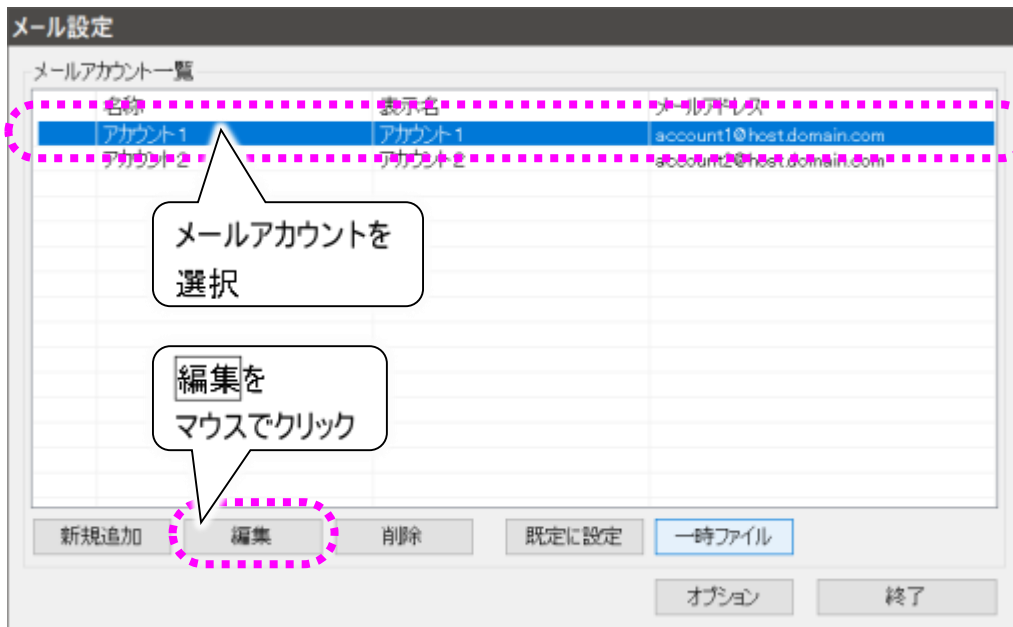 メール設定
メールアカウント一覧
名称 表示名 メールアドレス
アカウント1 アカウント1 account1@host.domain.com
アカウント2 アカウント2 account2@host.domain.com
メールアカウントを
選択
編集を
マウスでクリック
新規追加 編集 削除 既定に設定 一時ファイル
オプション 終了